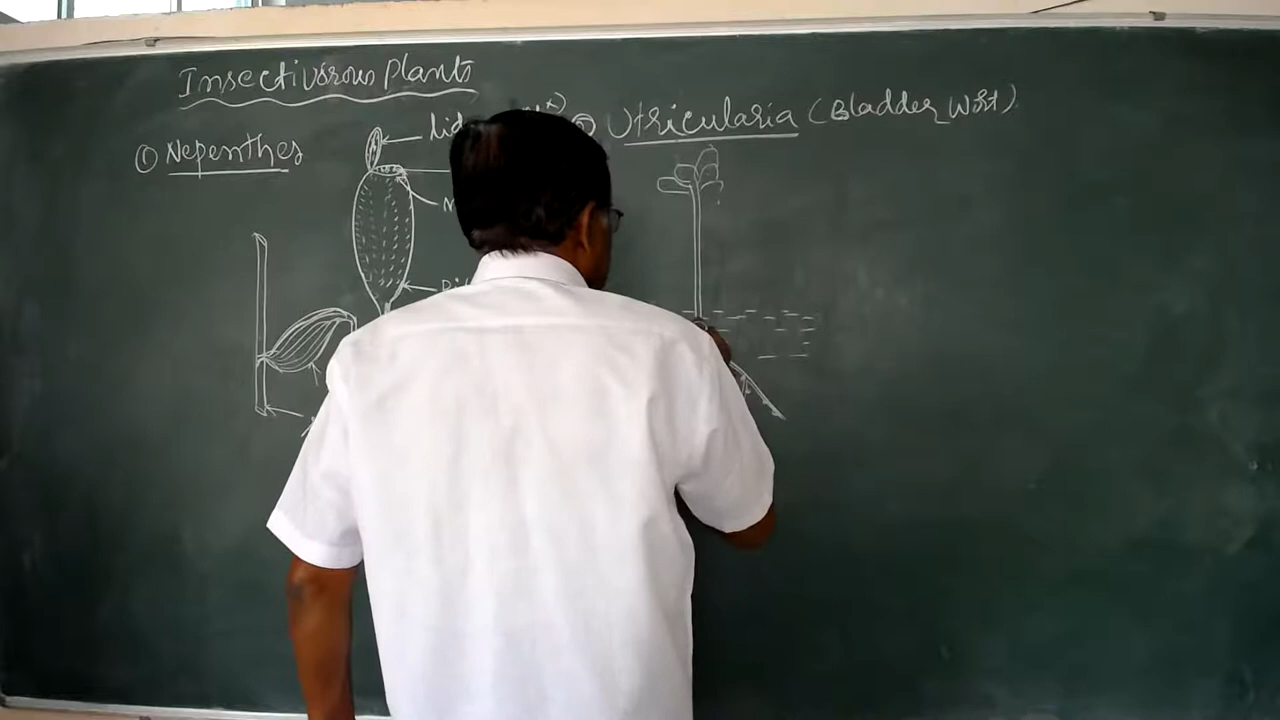 Insectivorous Plants
① Nepenthes
lid
② Utricularia (Bladder Wort)